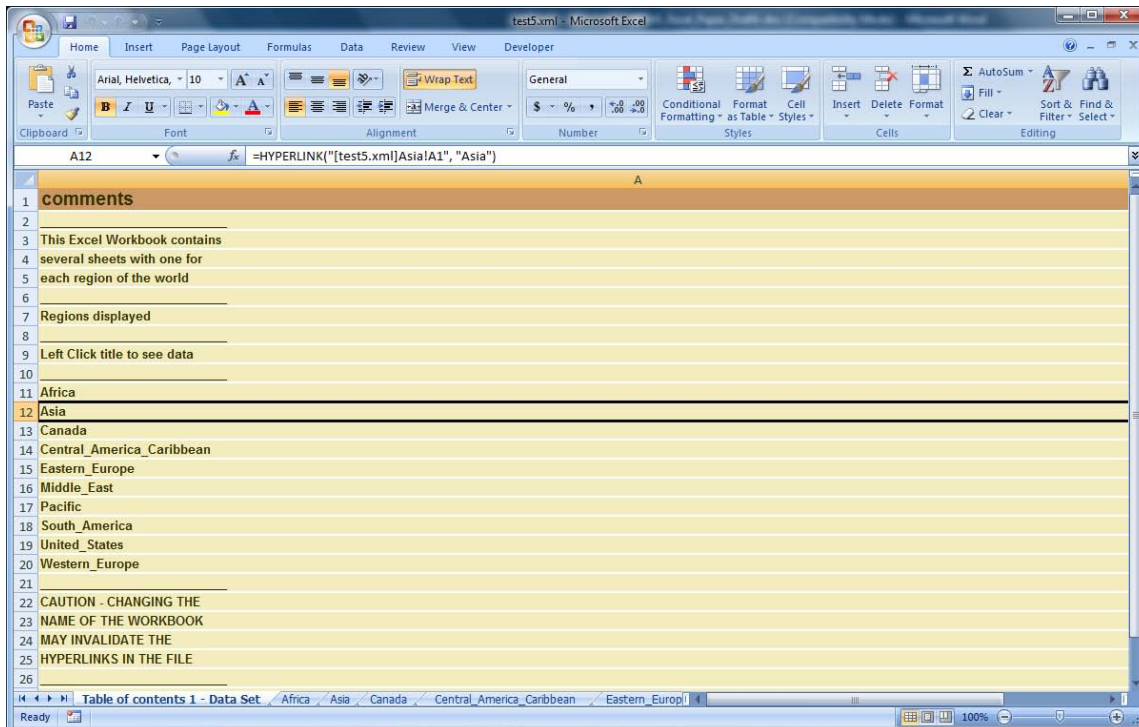 test5.xml - Microsoft Excel
Home Insert Page Layout Formulas Data Review View Developer
Paste
Clipboard
Arial, Helvetica, 10
B I U
Font
Wrap Text
Merge & Center
Alignment
General
$ % ,
Number
Conditional Formatting
Format as Table
Cell Styles
Styles
Insert Delete Format
Cells
Σ AutoSum
Fill
Clear
Sort & Filter
Find & Select
Editing
A12 fx =HYPERLINK("[test5.xml]Asia!A1", "Asia")
A
1 comments
2
3 This Excel Workbook contains
4 several sheets with one for
5 each region of the world
6
7 Regions displayed
8
9 Left Click title to see data
10
11 Africa
12 Asia
13 Canada
14 Central_America_Caribbean
15 Eastern_Europe
16 Middle_East
17 Pacific
18 South_America
19 United_States
20 Western_Europe
21
22 CAUTION - CHANGING THE
23 NAME OF THE WORKBOOK
24 MAY INVALIDATE THE
25 HYPERLINKS IN THE FILE
26
Table of contents 1 - Data Set Africa Asia Canada Central_America_Caribbean Eastern_Europ
Ready 100%